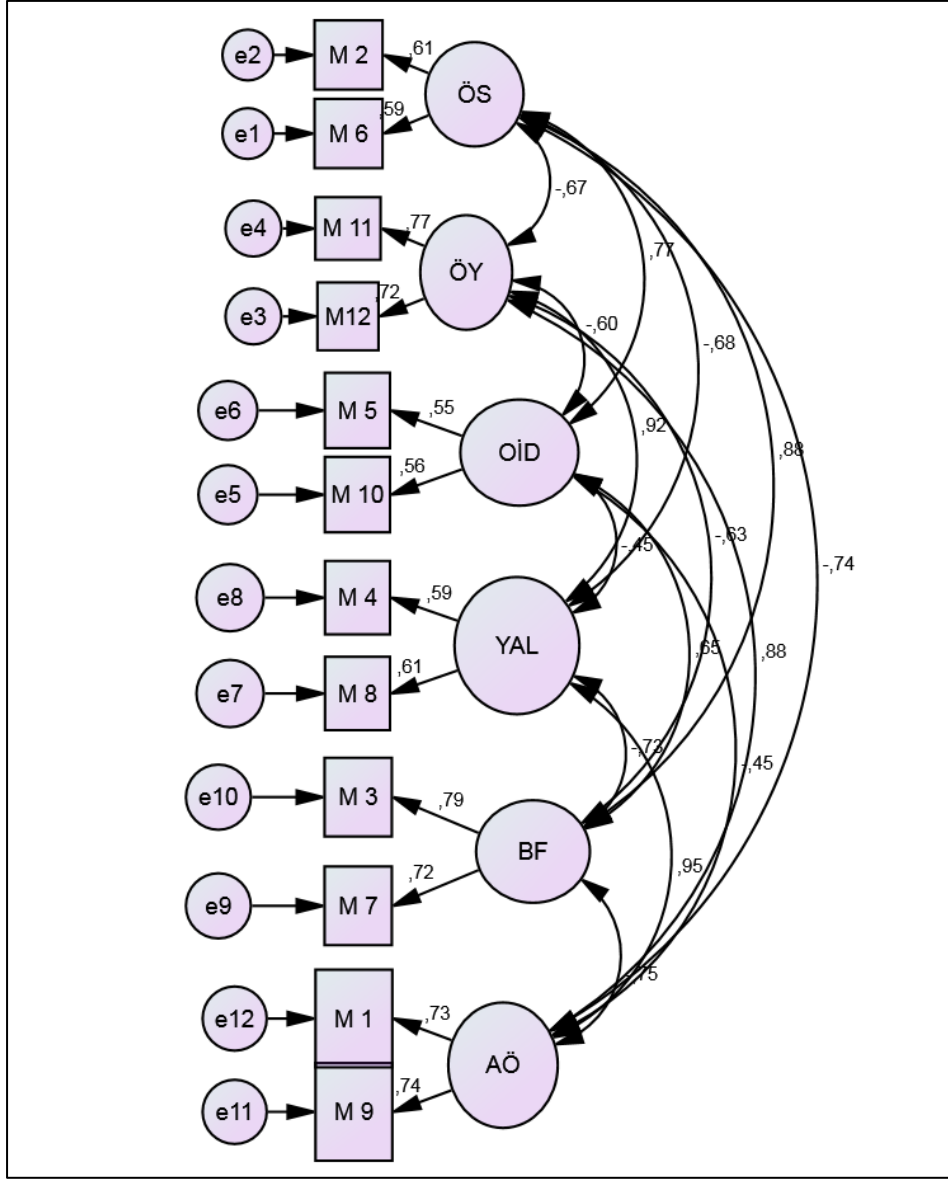 e2
M 2
,61
ÖS
e1
M 6
,59
-,67
e4
M 11
,77
ÖY
,77
e3
M12
,72
-,60
-,68
e6
M 5
,55
OİD
,92
,88
e5
M 10
,56
-,45
-,63
-,74
e8
M 4
,59
YAL
,65
,88
e7
M 8
,61
-,73
-,45
e10
M 3
,79
BF
,95
e9
M 7
,72
-,75
e12
M 1
,73
AÖ
e11
M 9
,74